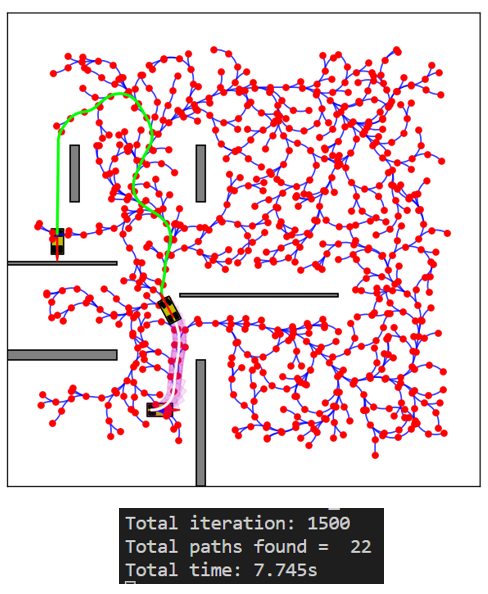 Total iteration: 1500
Total paths found =  22
Total time: 7.745s